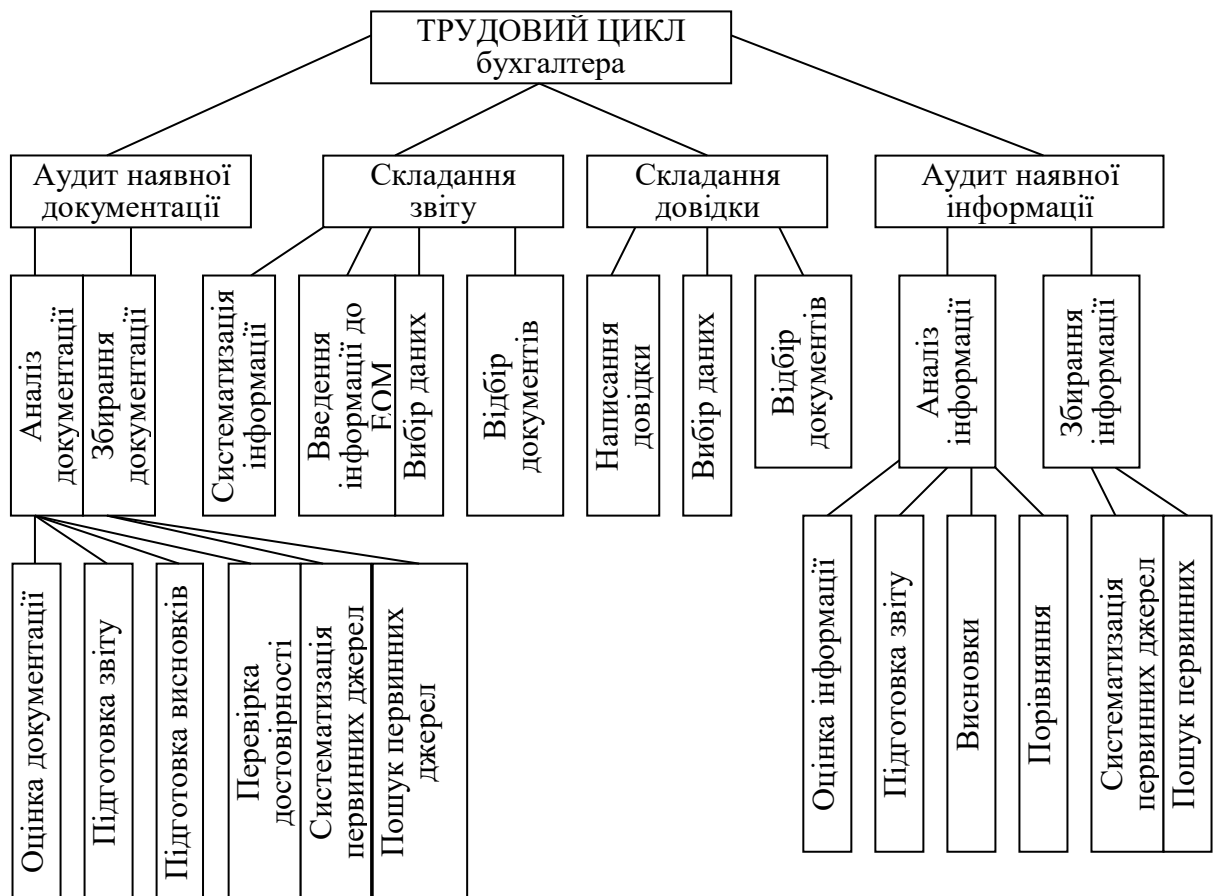 ТРУДОВИЙ ЦИКЛ
бухгалтера
Аудит наявної
документації
Складання
звіту
Складання
довідки
Аудит наявної
інформації
Аналіз
документації
Збирання
документації
Систематизація
інформації
Введення
інформації до
ЕОМ
Вибір даних
Відбір
документів
Написання
довідки
Вибір даних
Відбір
документів
Аналіз
інформації
Збирання
інформації
Оцінка документації
Підготовка звіту
Підготовка висновків
Перевірка
достовірності
Систематизація
первинних джерел
Пошук первинних
джерел
Оцінка інформації
Підготовка звіту
Висновки
Порівняння
Систематизація
первинних джерел
Пошук первинних